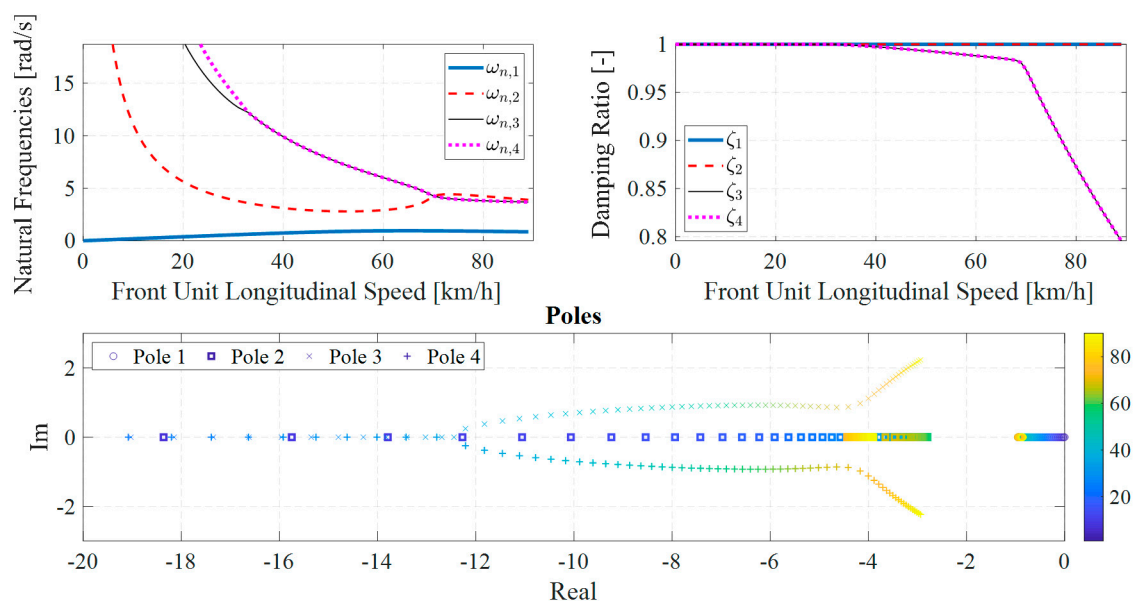 Natural Frequencies [rad/s]
15
10
5
0
0 20 40 60 80
Front Unit Longitudinal Speed [km/h]
ωn,1
ωn,2
ωn,3
ωn,4
Damping Ratio [-]
1
0.95
0.9
0.85
0.8
0 20 40 60 80
Front Unit Longitudinal Speed [km/h]
ζ1
ζ2
ζ3
ζ4
Poles
Pole 1 Pole 2 Pole 3 Pole 4
Im
2
0
-2
-20 -18 -16 -14 -12 -10 -8 -6 -4 -2 0
Real
80
60
40
20